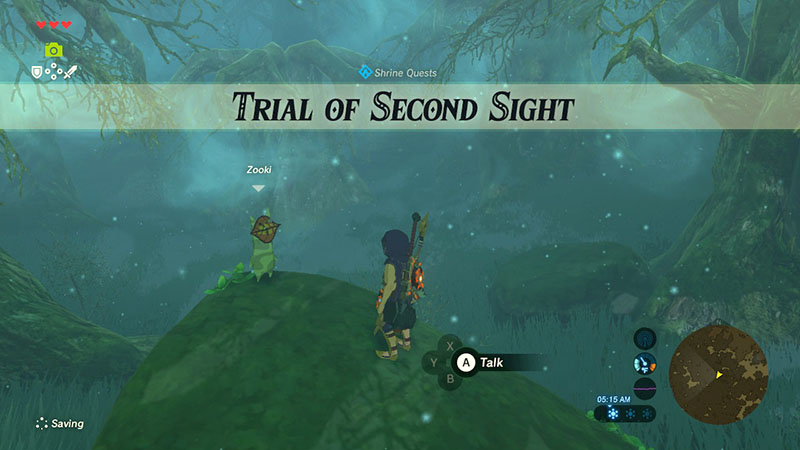 Shrine Quests
TRIAL OF SECOND SIGHT
Zooki
X
Y
A Talk
B
05:15 AM
Saving